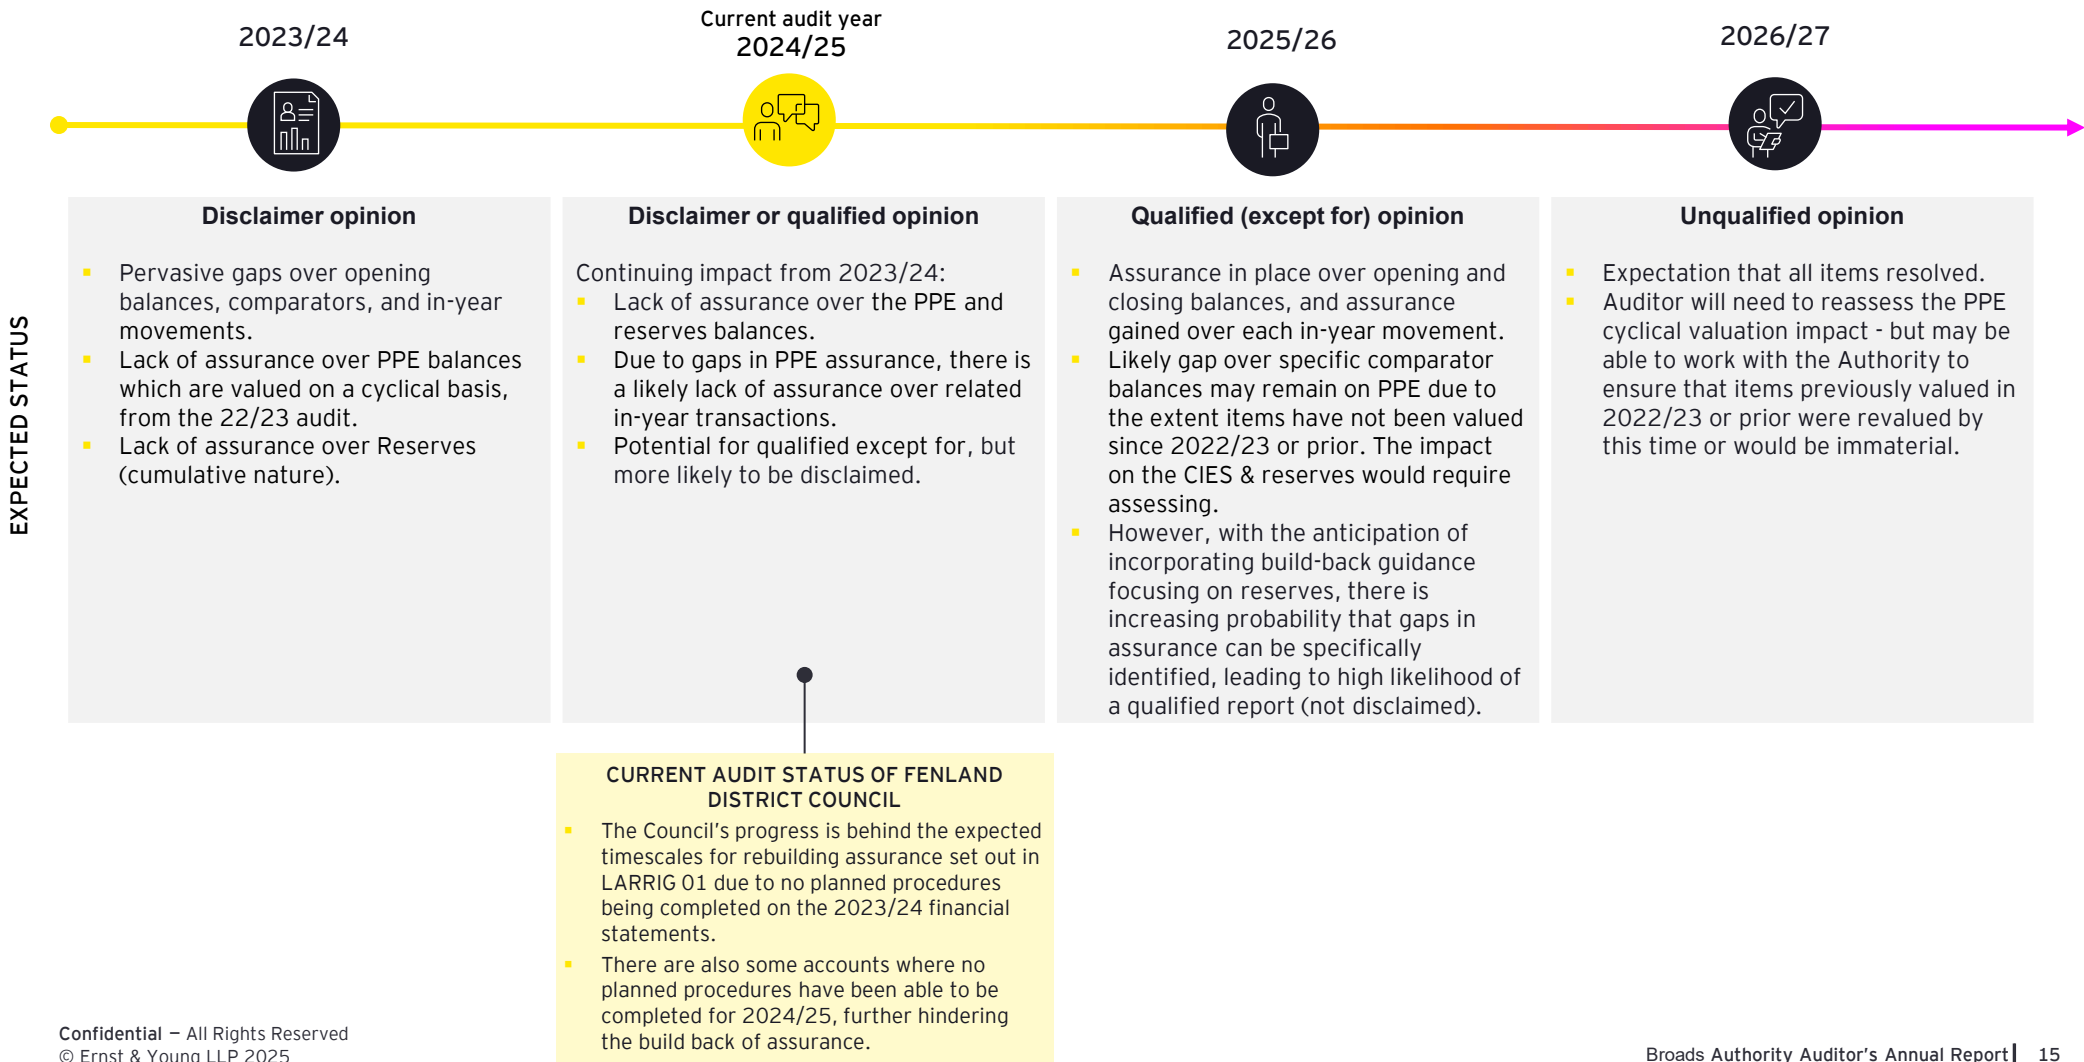 2023/24
Current audit year
2024/25
2025/26
2026/27
EXPECTED STATUS
Disclaimer opinion
▪ Pervasive gaps over opening
balances, comparators, and in-year
movements.
▪ Lack of assurance over PPE balances
which are valued on a cyclical basis,
from the 22/23 audit.
▪ Lack of assurance over Reserves
(cumulative nature).
Disclaimer or qualified opinion
Continuing impact from 2023/24:
▪ Lack of assurance over the PPE and
reserves balances.
▪ Due to gaps in PPE assurance, there is
a likely lack of assurance over related
in-year transactions.
▪ Potential for qualified except for, but
more likely to be disclaimed.
Qualified (except for) opinion
▪ Assurance in place over opening and
closing balances, and assurance
gained over each in-year movement.
▪ Likely gap over specific comparator
balances may remain on PPE due to
the extent items have not been valued
since 2022/23 or prior. The impact
on the CIES & reserves would require
assessing.
▪ However, with the anticipation of
incorporating build-back guidance
focusing on reserves, there is
increasing probability that gaps in
assurance can be specifically
identified, leading to high likelihood of
a qualified report (not disclaimed).
Unqualified opinion
▪ Expectation that all items resolved.
▪ Auditor will need to reassess the PPE
cyclical valuation impact - but may be
able to work with the Authority to
ensure that items previously valued in
2022/23 or prior were revalued by
this time or would be immaterial.
CURRENT AUDIT STATUS OF FENLAND
DISTRICT COUNCIL
▪ The Council's progress is behind the expected
timescales for rebuilding assurance set out in
LARRIG 01 due to no planned procedures
being completed on the 2023/24 financial
statements.
▪ There are also some accounts where no
planned procedures have been able to be
completed for 2024/25, further hindering
the build back of assurance.
Confidential — All Rights Reserved
© Ernst & Young LLP 2025
Broads Authority Auditor's Annual Report 15